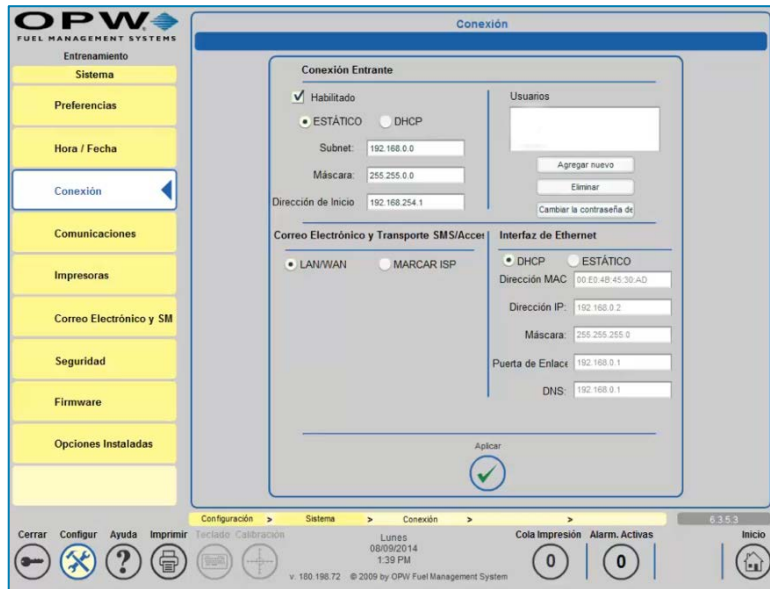 OPW
FUEL MANAGEMENT SYSTEMS
Entrenamiento
Sistema
Preferencias
Hora / Fecha
Conexión
Comunicaciones
Impresoras
Correo Electrónico y SM
Seguridad
Firmware
Opciones Instaladas
Conexión
Conexión Entrante
Habilitado
ESTÁTICO DHCP
Subnet: 192.168.0.0
Máscara: 255.255.0.0
Dirección de Inicio 192.168.254.1
Usuarios
Agregar nuevo
Eliminar
Cambiar la contraseña de
Correo Electrónico y Transporte SMS/Acces
LAN/WAN MARCAR ISP
Interfaz de Ethernet
DHCP ESTÁTICO
Dirección MAC 00:E0:4B:45:30:AD
Dirección IP: 192.168.0.2
Máscara: 255.255.255.0
Puerta de Enlace 192.168.0.1
DNS: 192.168.0.1
Aplicar
Configuración > Sistema > Conexión > >
6.3.5.3
Cerrar Configur Ayuda Imprimir Teclado Calibración
Lunes
08/09/2014
1:39 PM
v. 180.198.72 © 2009 by OPW Fuel Management System
Cola Impresión Alarm. Activas Inicio
0 0